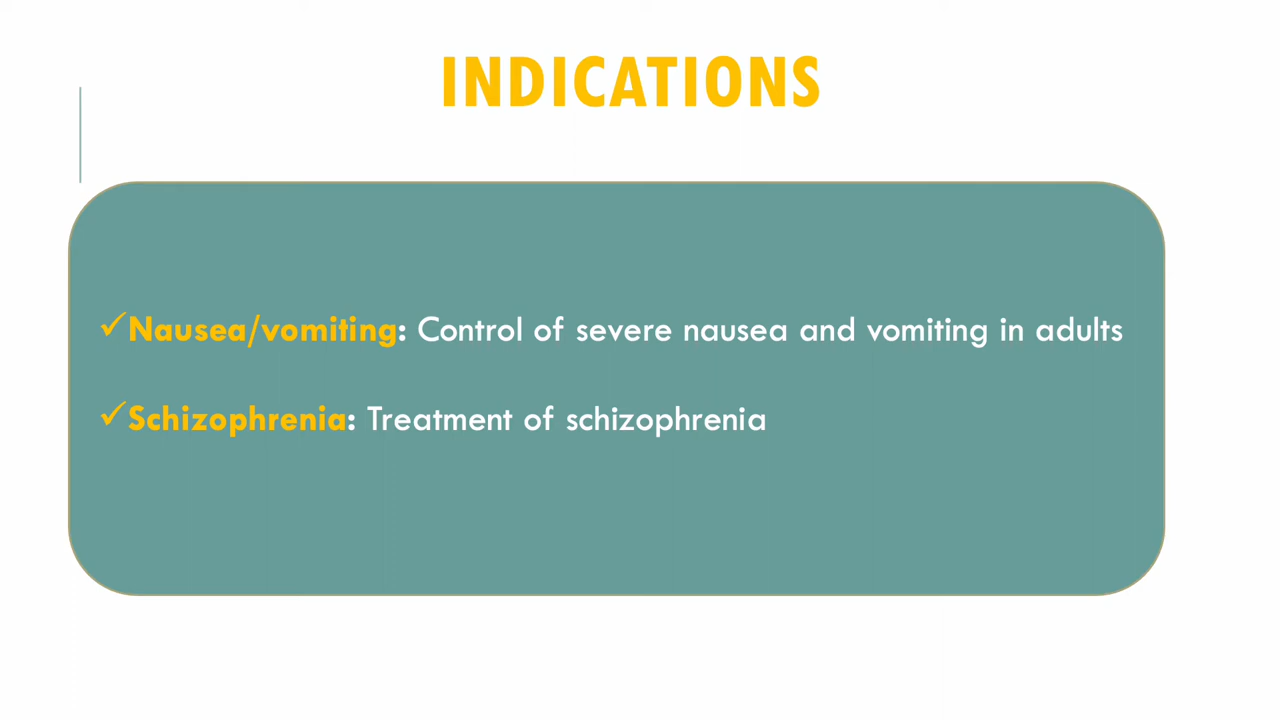 INDICATIONS
✓Nausea/vomiting: Control of severe nausea and vomiting in adults
✓Schizophrenia: Treatment of schizophrenia